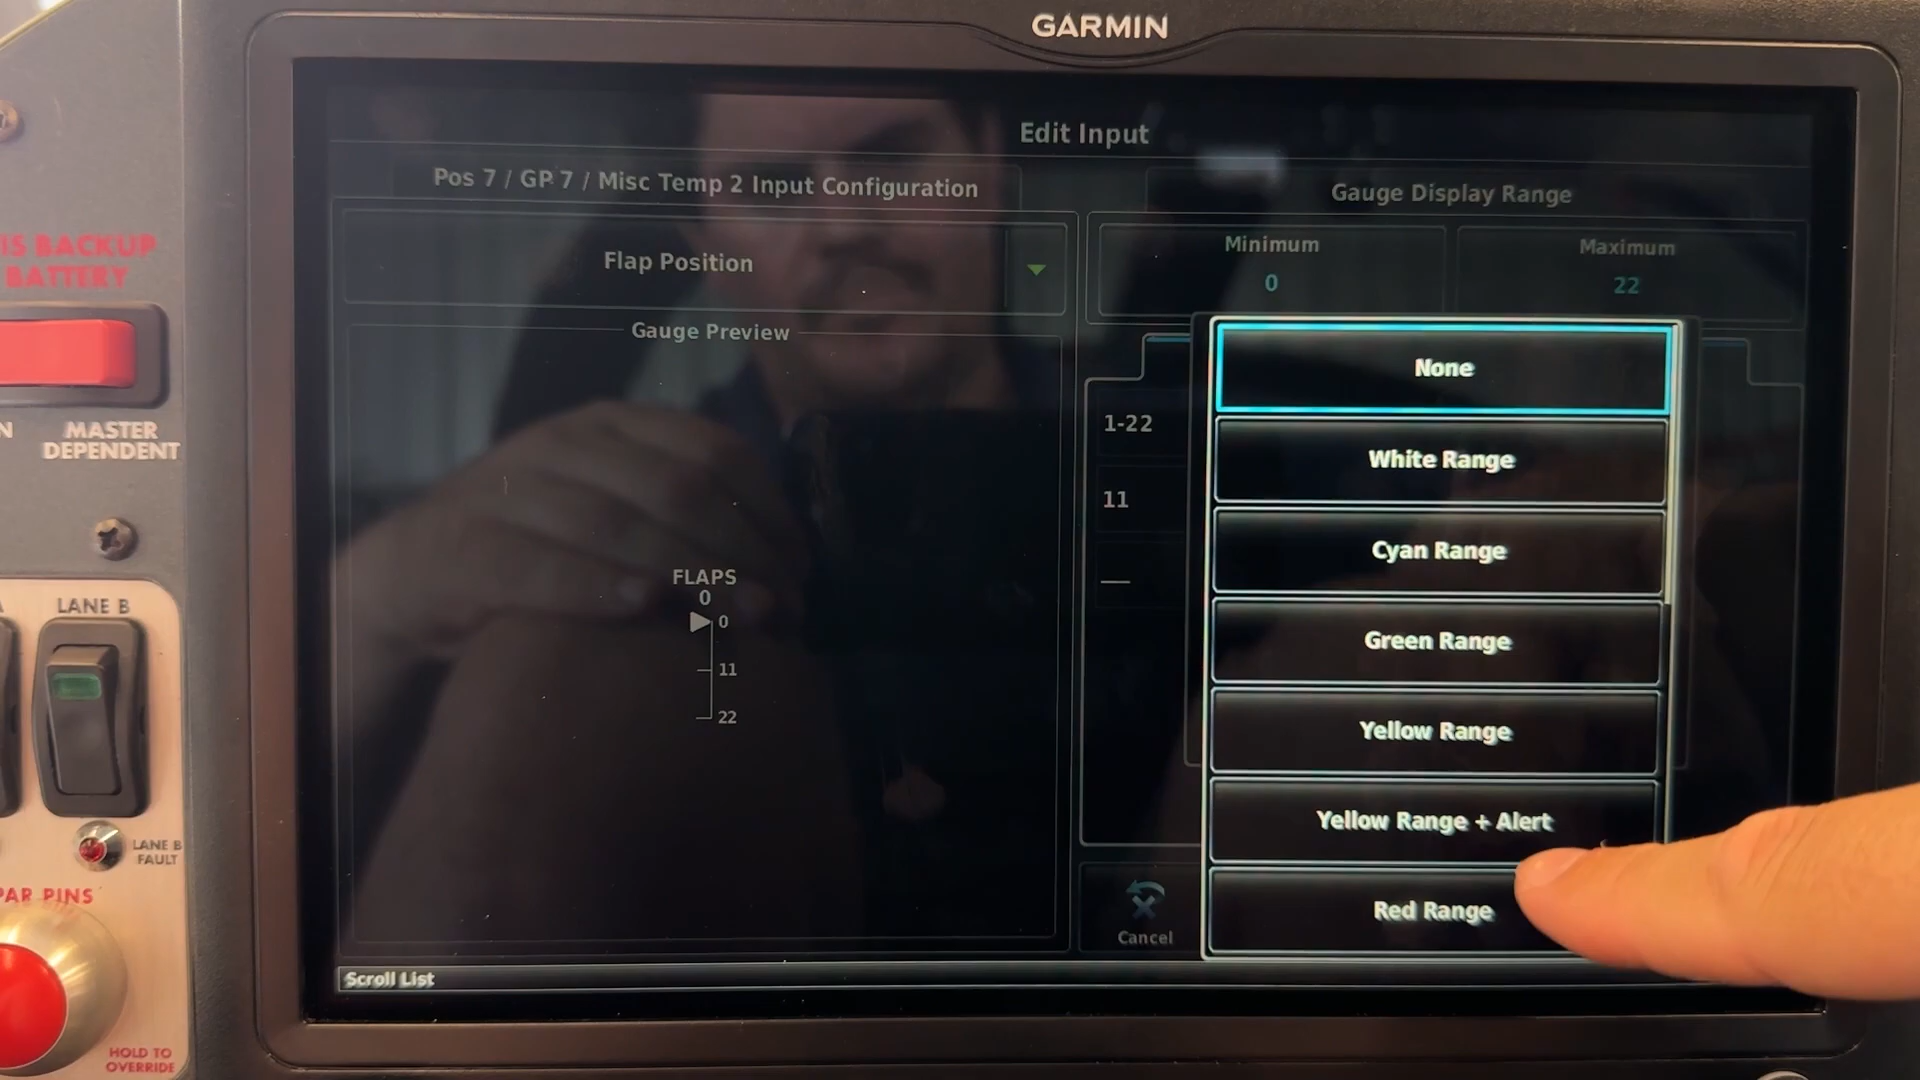 GARMIN
Edit Input
Pos 7 / GP 7 / Misc Temp 2 Input Configuration
Gauge Display Range
Flap Position
Minimum
0
Maximum
22
Gauge Preview
FLAPS
0
0
11
22
1-22
11
None
White Range
Cyan Range
Green Range
Yellow Range
Yellow Range + Alert
Red Range
Cancel
Scroll List
BACKUP
BATTERY
MASTER
DEPENDENT
LANE B
LANE B
FAULT
PINS
HOLD TO
OVERRIDE